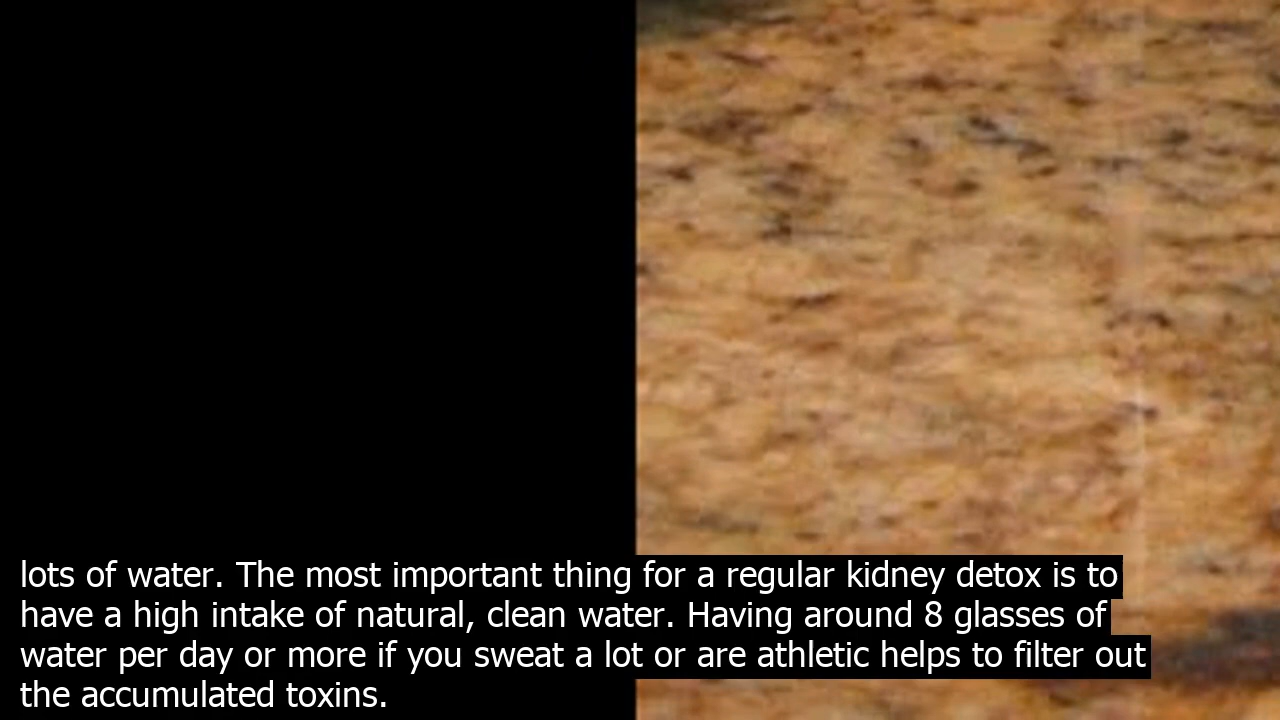 lots of water. The most important thing for a regular kidney detox is to
have a high intake of natural, clean water. Having around 8 glasses of
water per day or more if you sweat a lot or are athletic helps to filter out
the accumulated toxins.